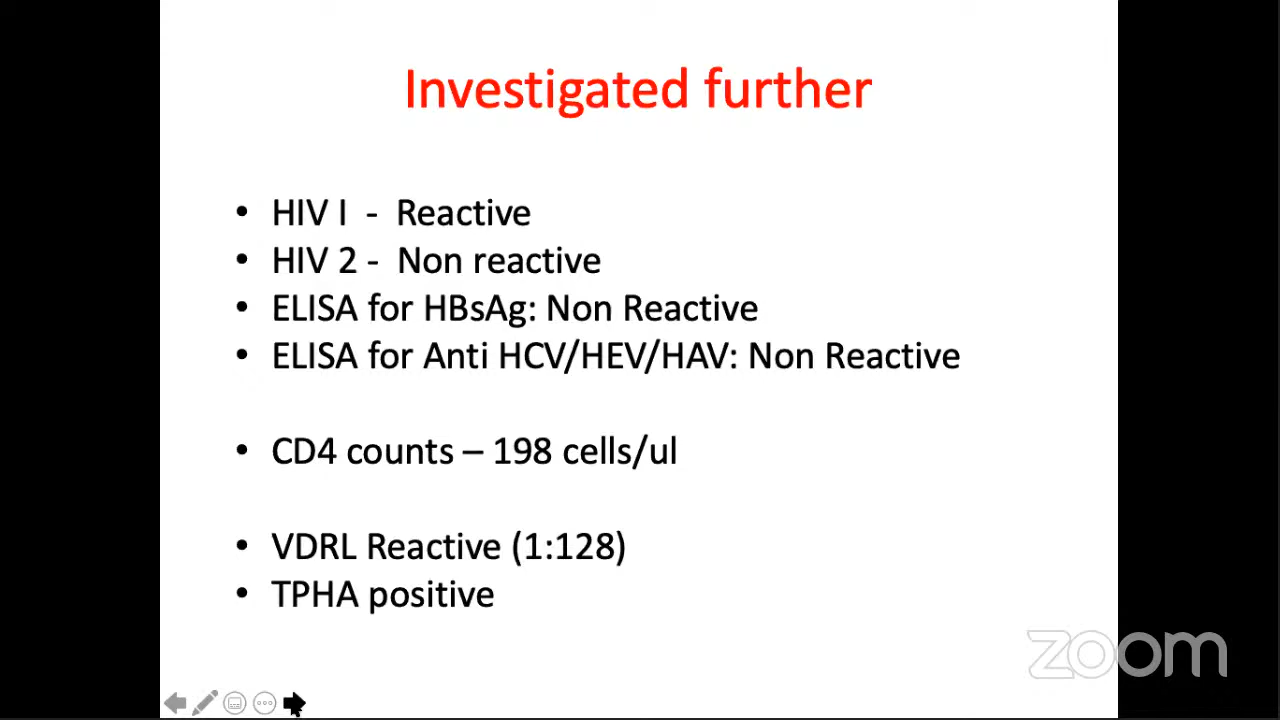 Investigated further
• HIV I - Reactive
• HIV 2 - Non reactive
• ELISA for HBsAg: Non Reactive
• ELISA for Anti HCV/HEV/HAV: Non Reactive
• CD4 counts – 198 cells/ul
• VDRL Reactive (1:128)
• TPHA positive
zoom